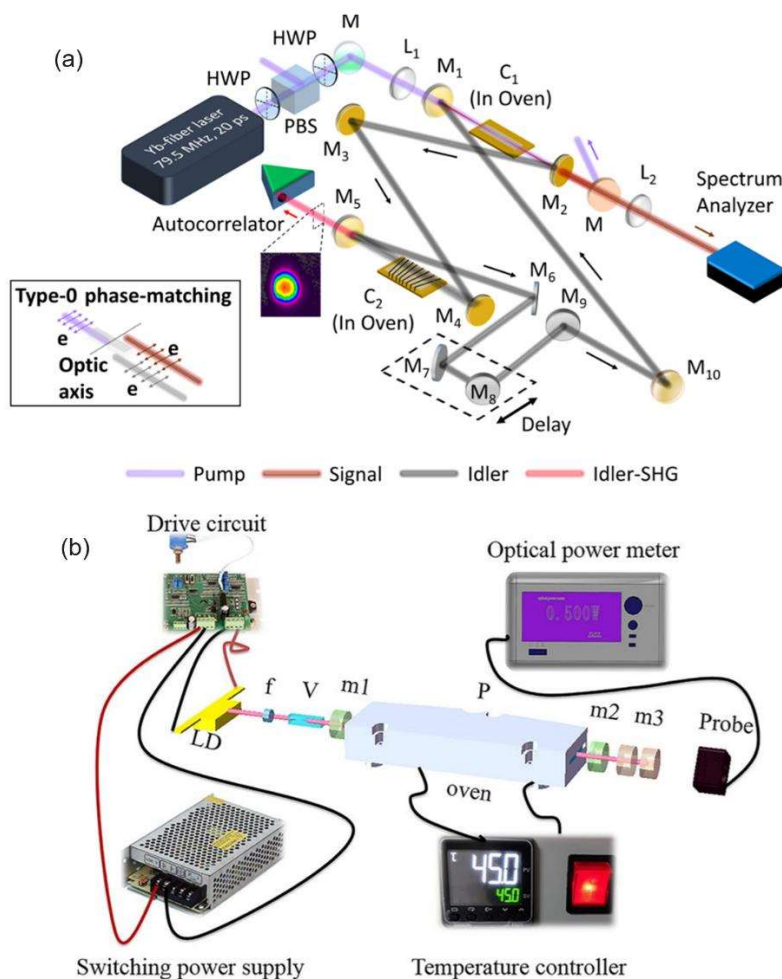 (a)
HWP
M
HWP
L₁
M₁
C₁
(In Oven)
PBS
Yb-fiber laser
79.5 MHz, 20 ps
M₃
M₂
M
L₂
Spectrum
Analyzer
Autocorrelator
M₅
M₆
M₉
C₂
(In Oven)
M₄
M₇
M₈
M₁₀
Delay
Type-0 phase-matching
e
e
Optic
axis
e
Pump
Signal
Idler
Idler-SHG
(b)
Drive circuit
Optical power meter
0.500W
f
V
m1
P
m2
m3
Probe
LD
oven
45.0
45.0
Switching power supply
Temperature controller